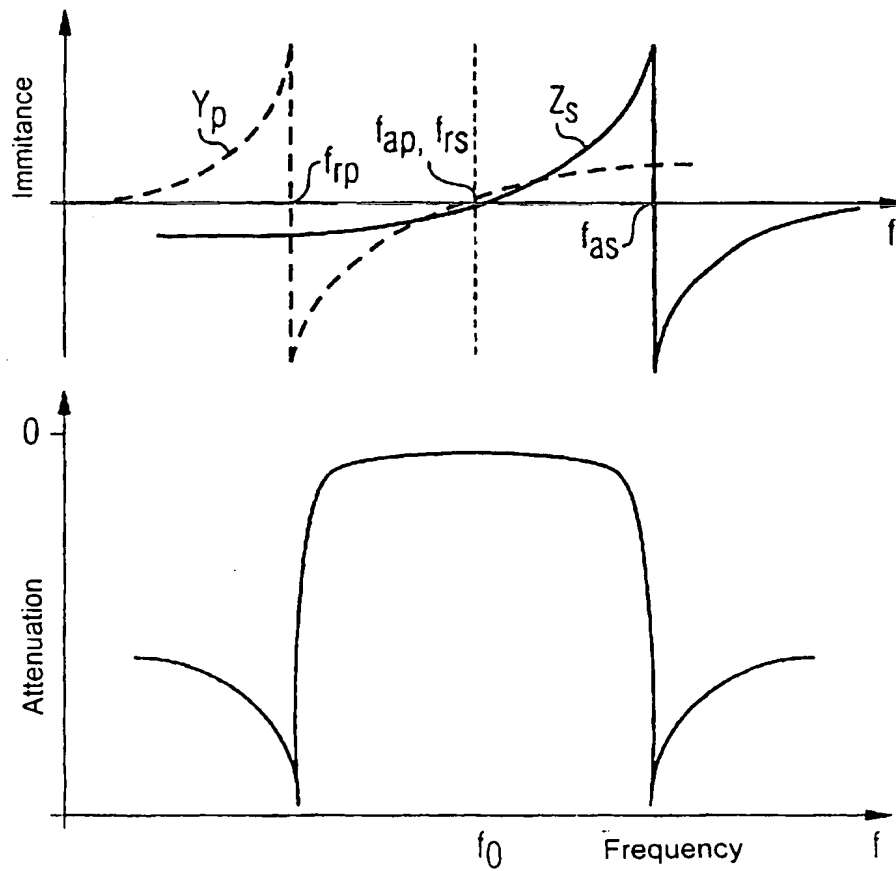 Immitance
Yp
frp
fap, frs
Zs
fas
f
0
Attenuation
f0
Frequency
f